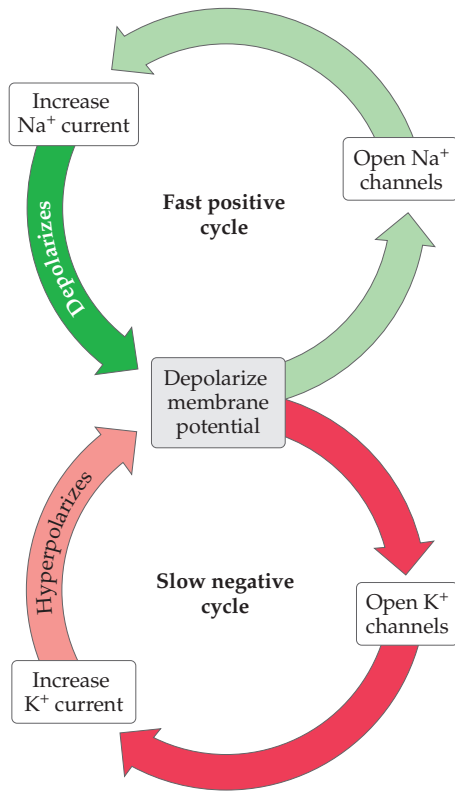 Increase
Na⁺ current
Open Na⁺
channels
Fast positive
cycle
Depolarizes
Depolarize
membrane
potential
Hyperpolarizes
Slow negative
cycle
Open K⁺
channels
Increase
K⁺ current